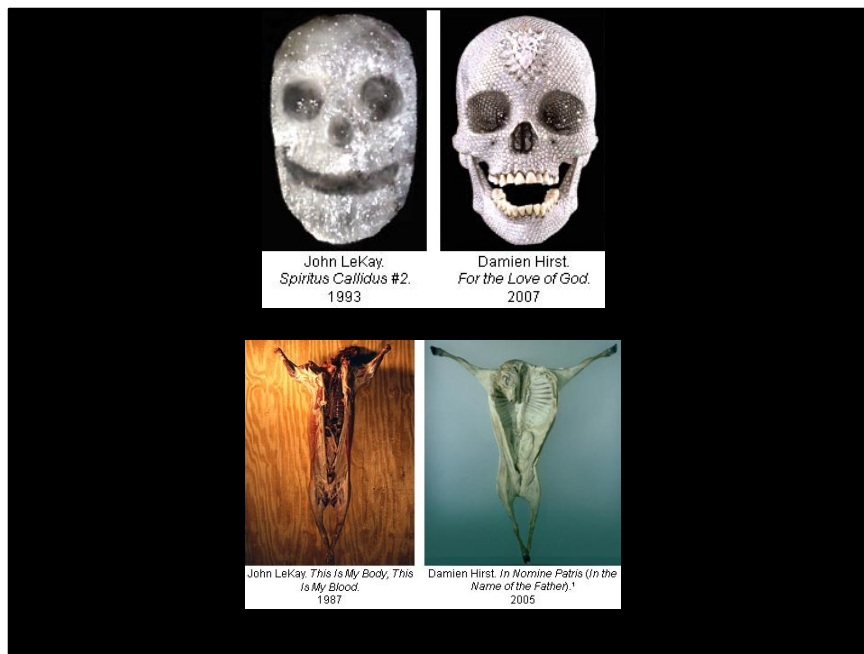 John LeKay.
Spiritus Callidus #2.
1993
Damien Hirst.
For the Love of God.
2007
John LeKay. This Is My Body, This
Is My Blood.
1987
Damien Hirst. In Nomine Patris (In the
Name of the Father).¹
2005